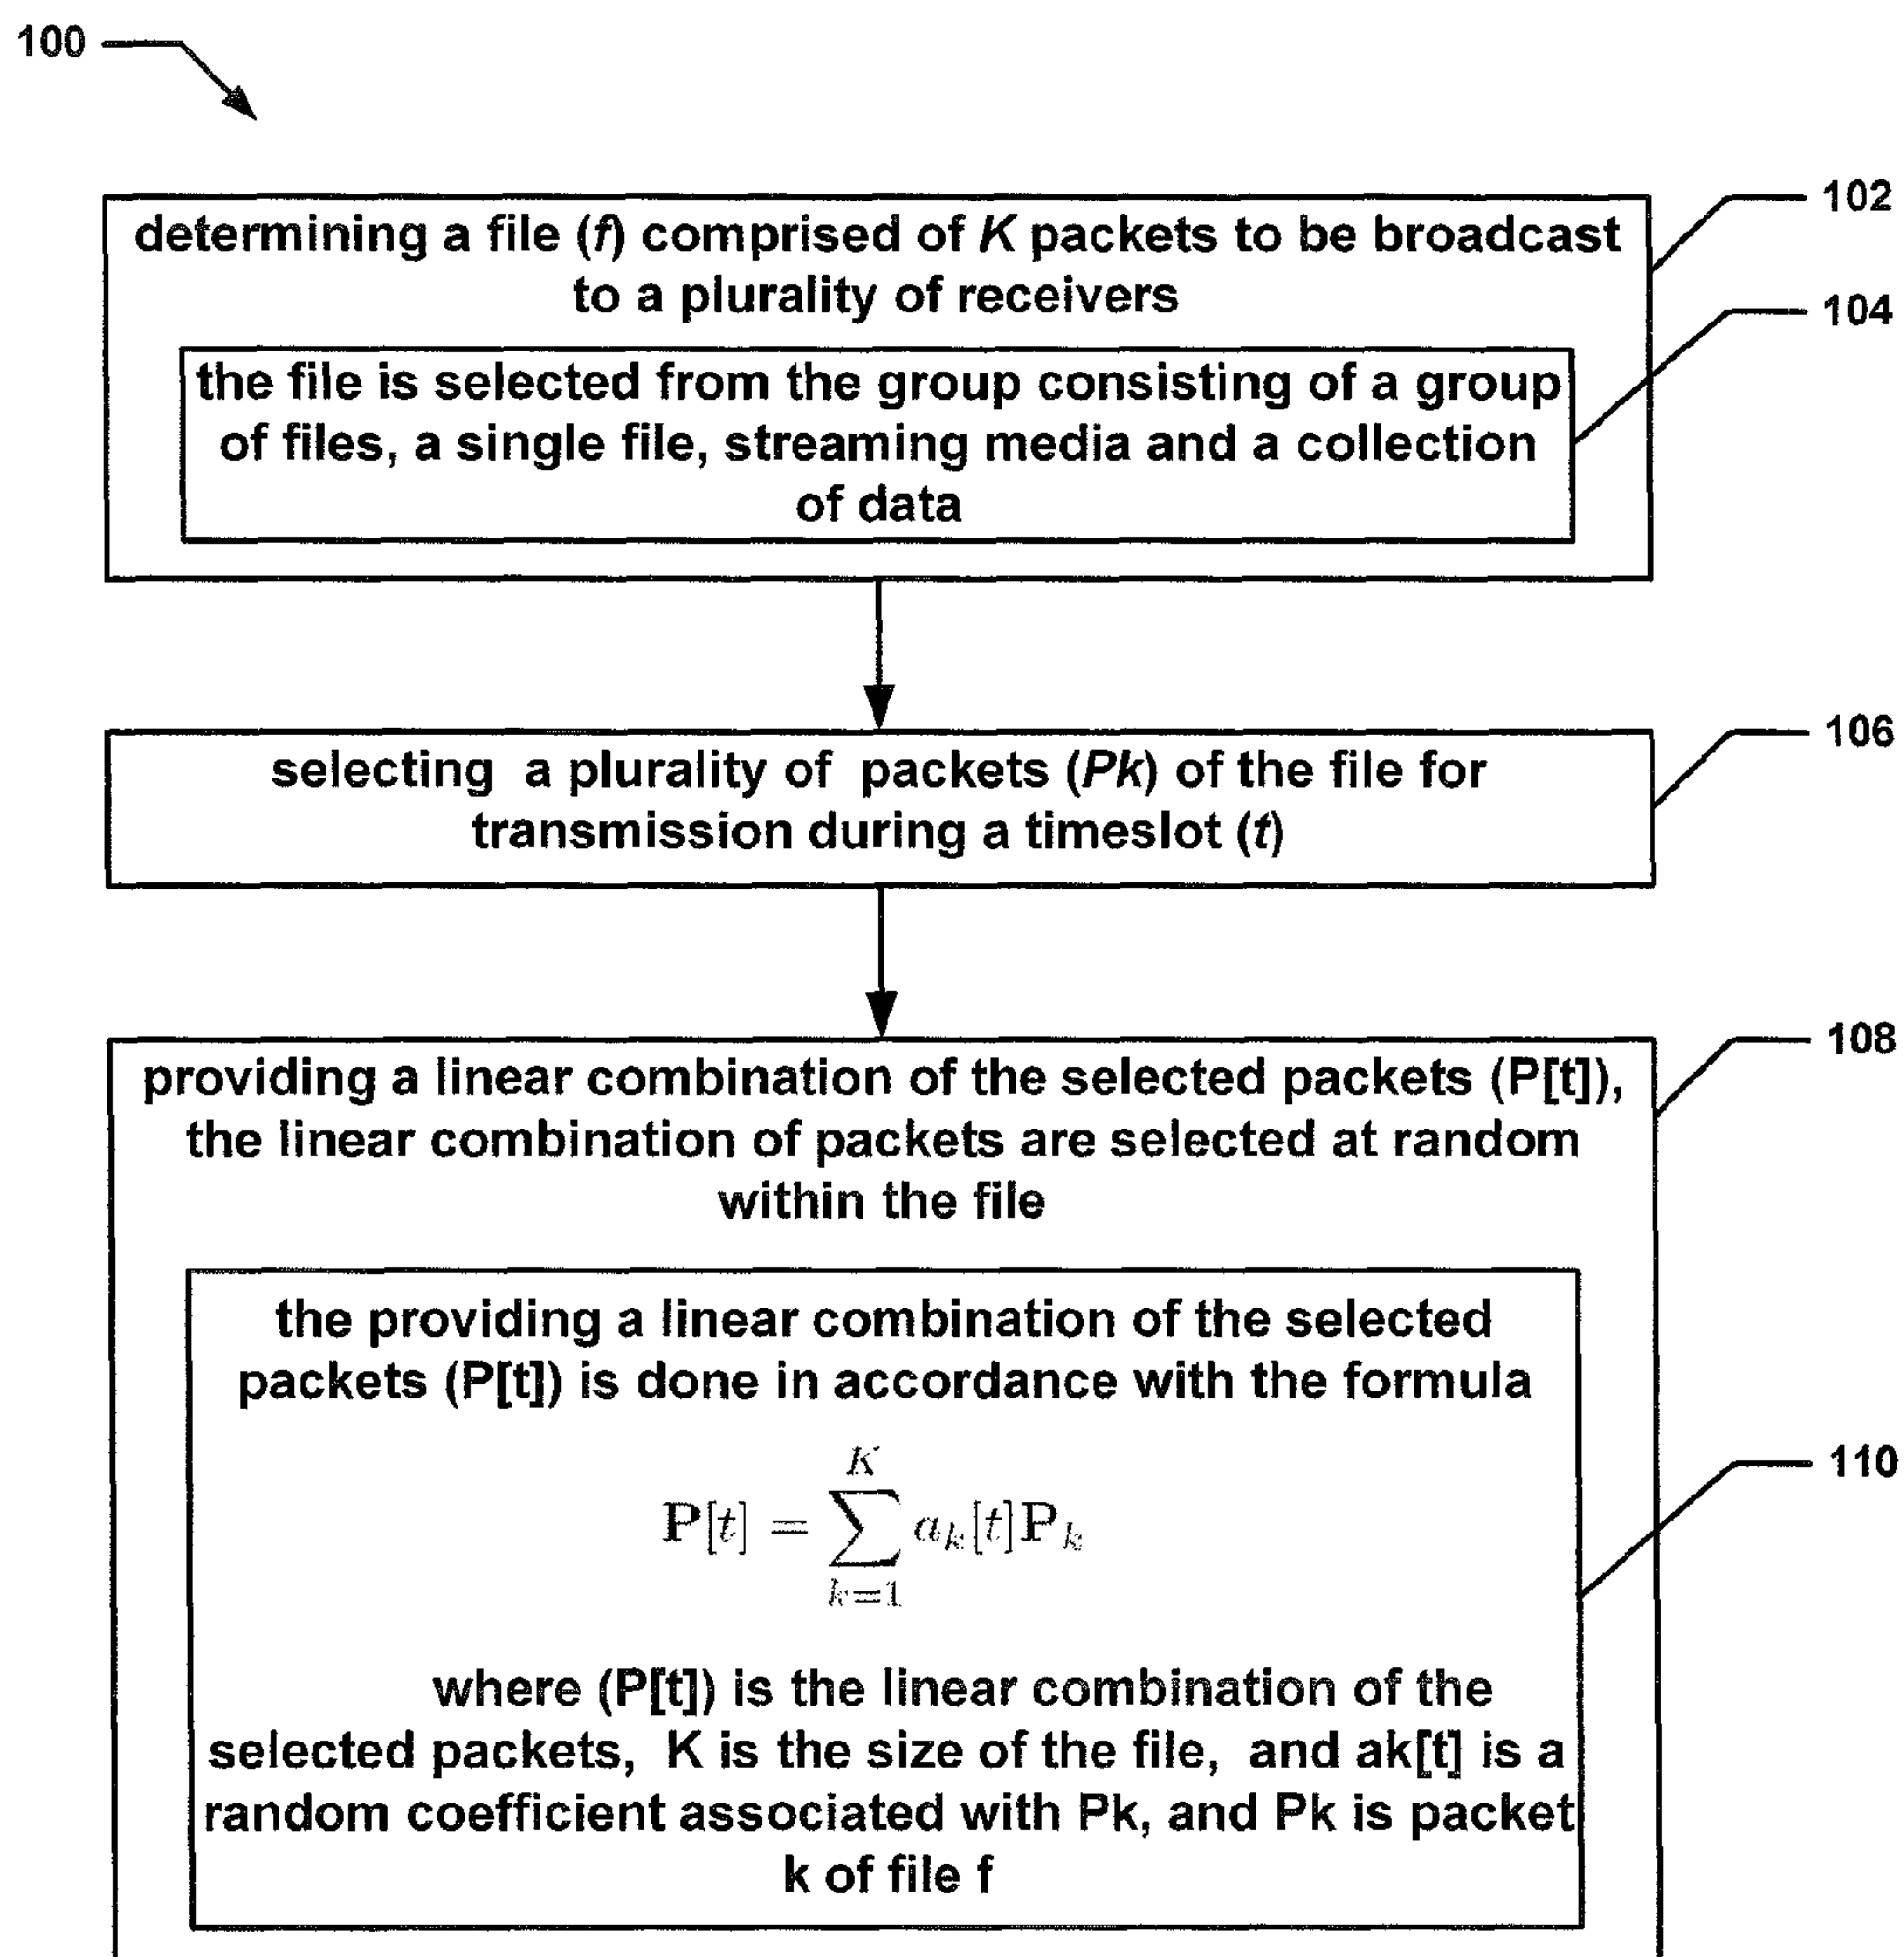 100
102
determining a file (f) comprised of K packets to be broadcast
to a plurality of receivers
104
the file is selected from the group consisting of a group
of files, a single file, streaming media and a collection
of data
106
selecting a plurality of packets (Pk) of the file for
transmission during a timeslot (t)
108
providing a linear combination of the selected packets (P[t]),
the linear combination of packets are selected at random
within the file
the providing a linear combination of the selected
packets (P[t]) is done in accordance with the formula
110
K
P[t] = ∑ a_k[t]P_k
k=1
where (P[t]) is the linear combination of the
selected packets, K is the size of the file, and ak[t] is a
random coefficient associated with Pk, and Pk is packet
k of file f